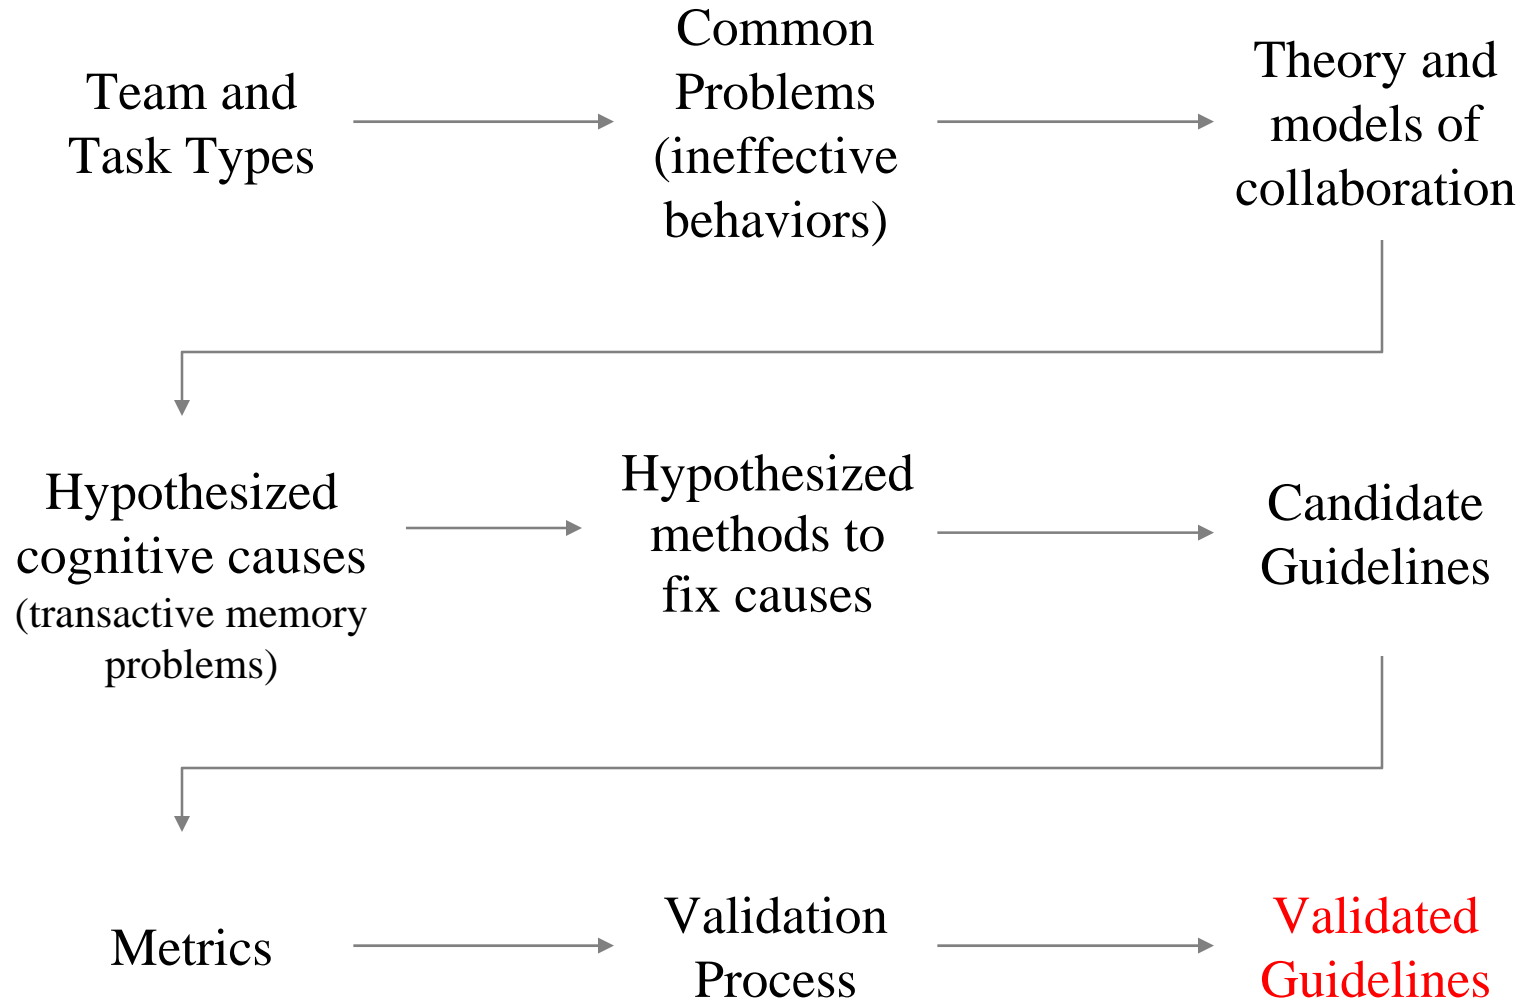 Team and
Task Types
Common
Problems
(ineffective
behaviors)
Theory and
models of
collaboration
Hypothesized
cognitive causes
(transactive memory
problems)
Hypothesized
methods to
fix causes
Candidate
Guidelines
Metrics
Validation
Process
Validated
Guidelines